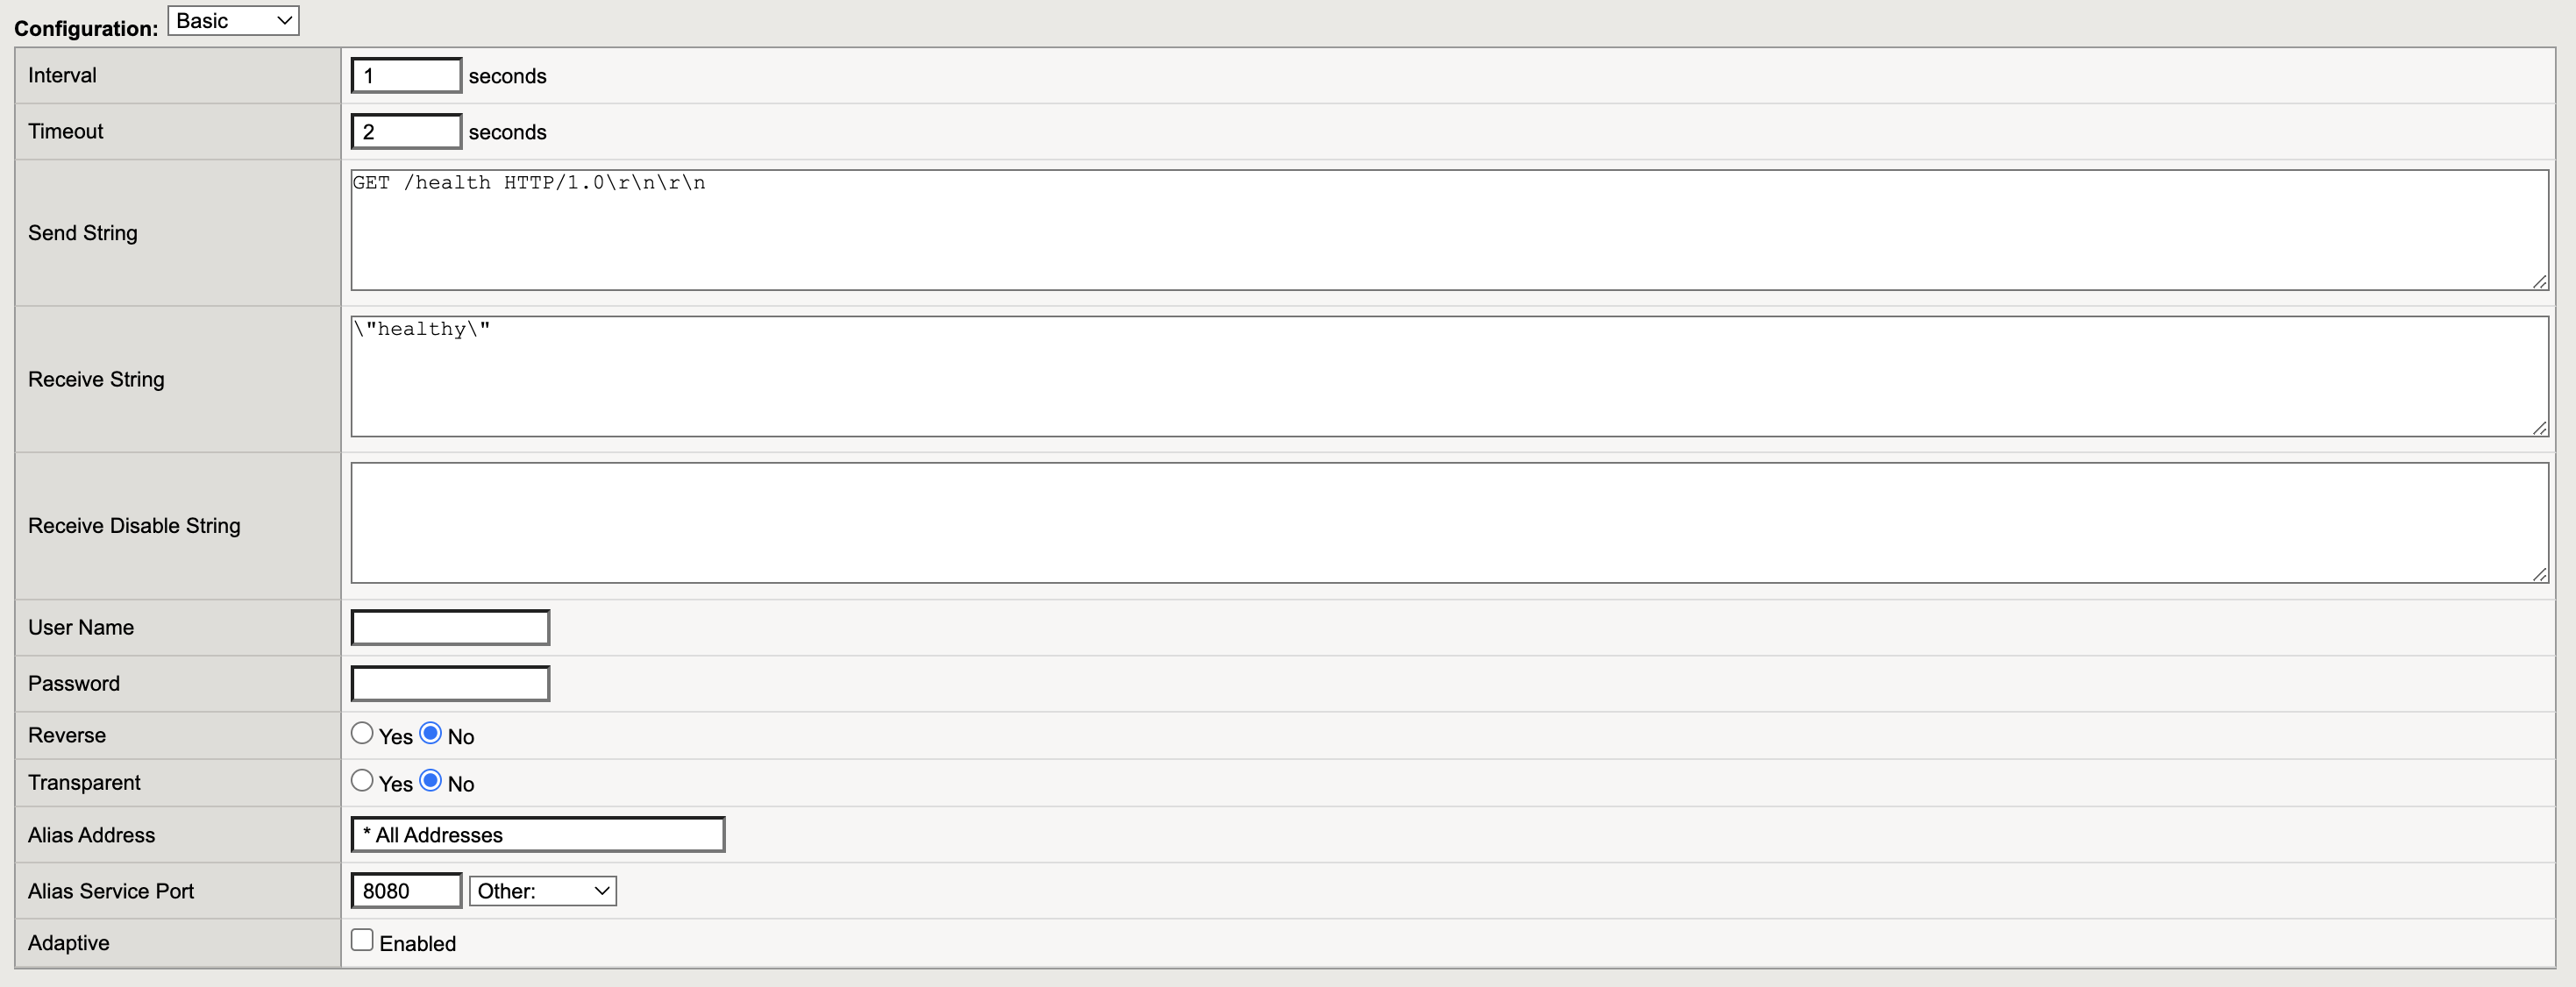 Configuration: Basic
Interval 1 seconds
Timeout 2 seconds
Send String GET /health HTTP/1.0\r\n\r\n
Receive String \"healthy\"
Receive Disable String
User Name
Password
Reverse Yes No
Transparent Yes No
Alias Address * All Addresses
Alias Service Port 8080 Other:
Adaptive Enabled